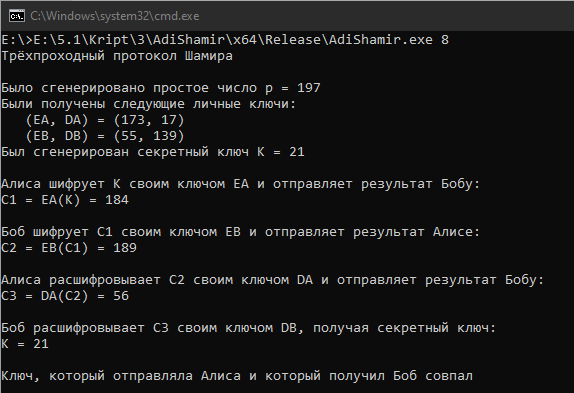 C:\Windows\system32\cmd.exe
E:\>E:\5.1\Kript\3\AdiShamir\x64\Release\AdiShamir.exe 8
Трёхпроходный протокол Шамира
Было сгенерировано простое число p = 197
Были получены следующие личные ключи:
(EA, DA) = (173, 17)
(EB, DB) = (55, 139)
Был сгенерирован секретный ключ K = 21
Алиса шифрует K своим ключом EA и отправляет результат Бобу:
C1 = EA(K) = 184
Боб шифрует C1 своим ключом EB и отправляет результат Алисе:
C2 = EB(C1) = 189
Алиса расшифровывает C2 своим ключом DA и отправляет результат Бобу:
C3 = DA(C2) = 56
Боб расшифровывает C3 своим ключом DB, получая секретный ключ:
K = 21
Ключ, который отправляла Алиса и который получил Боб совпал